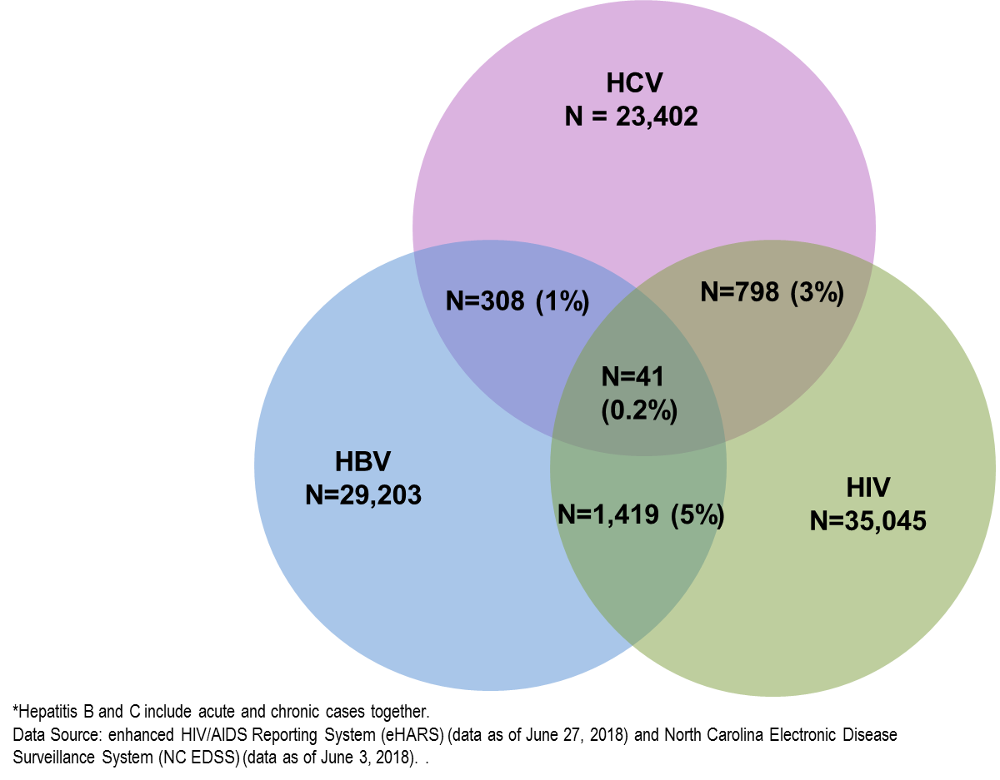 HCV
N = 23,402
N=308 (1%)
N=798 (3%)
N=41
(0.2%)
HBV
N=29,203
HIV
N=35,045
N=1,419 (5%)
*Hepatitis B and C include acute and chronic cases together.
Data Source: enhanced HIV/AIDS Reporting System (eHARS) (data as of June 27, 2018) and North Carolina Electronic Disease
Surveillance System (NC EDSS) (data as of June 3, 2018). .